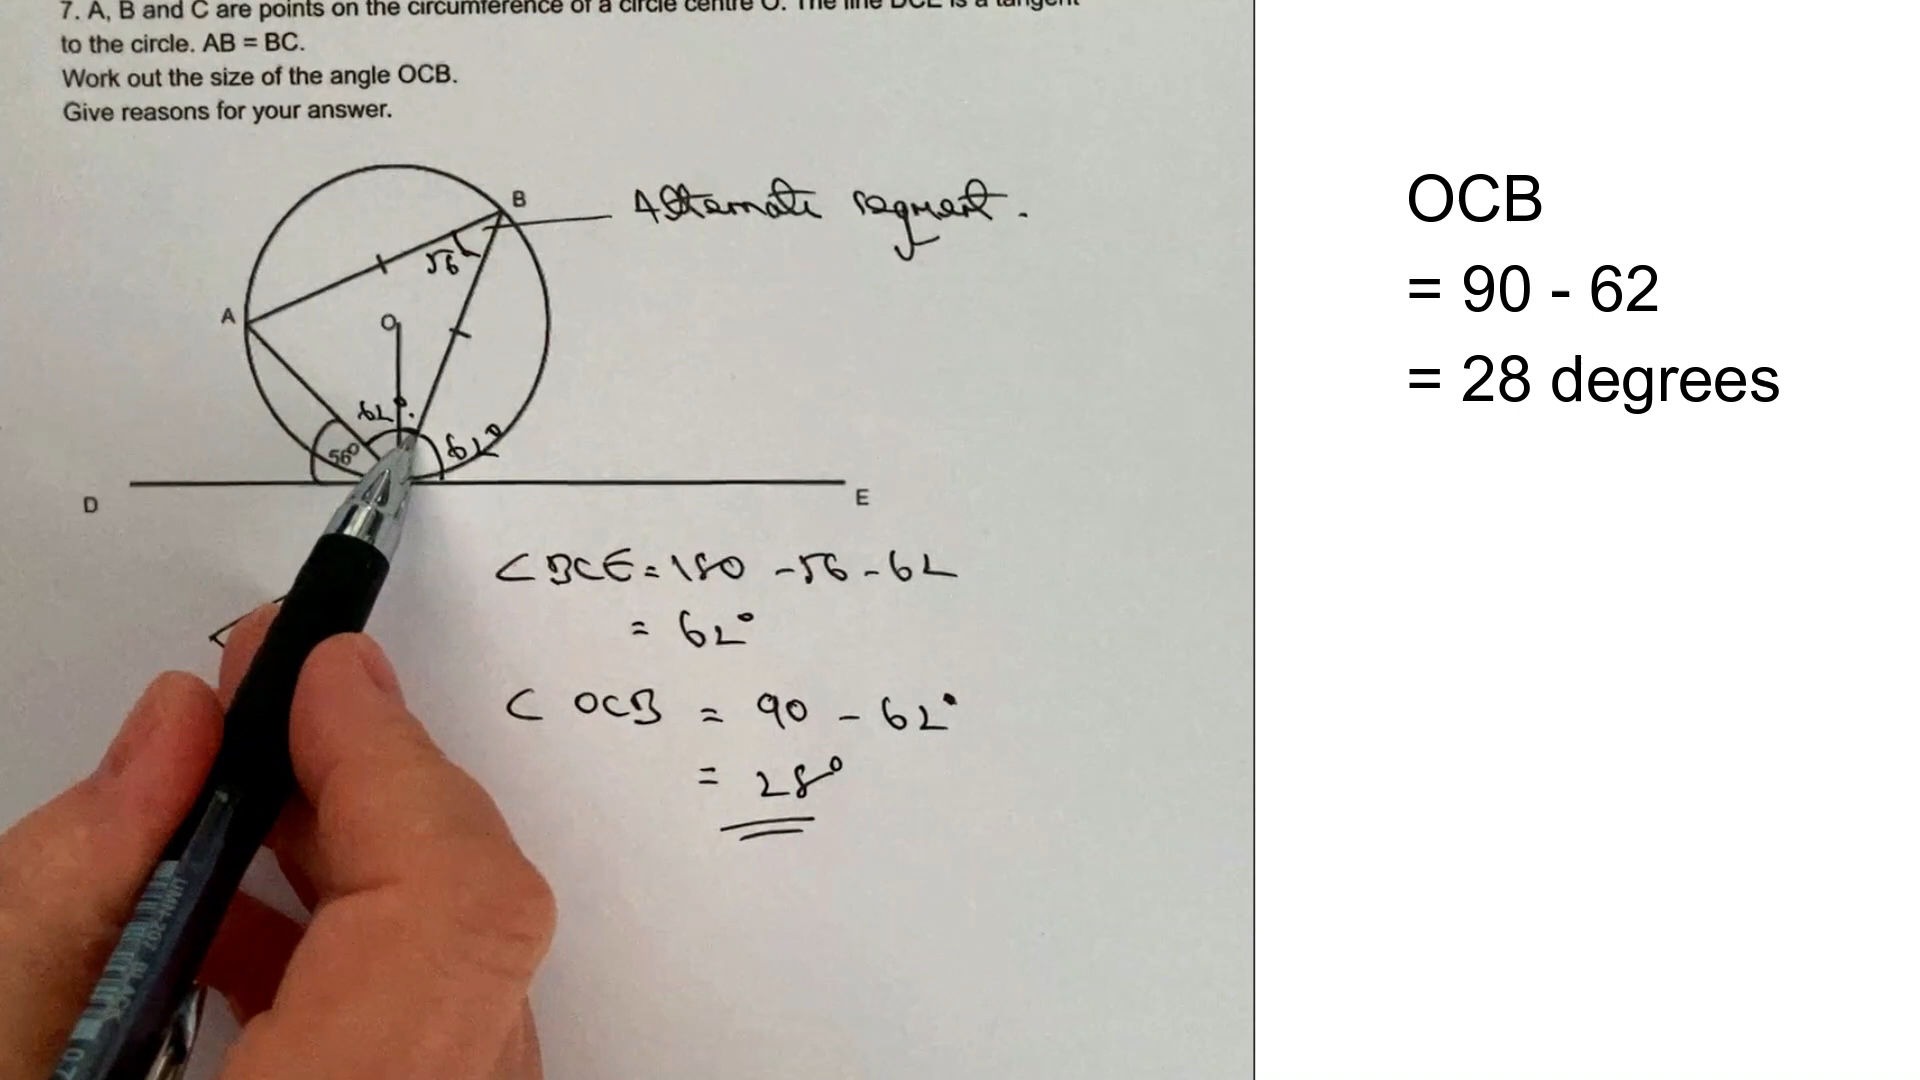 7. A, B and C are points on the circumference of a circle centre O. The line DCE is a tangent
to the circle. AB = BC.
Work out the size of the angle OCB.
Give reasons for your answer.
B
Alternate segment.
56
A
O
62°
56°
62°
D
E
∠BCE = 180 - 56 - 62
= 62°
∠OCB = 90 - 62°
= 28°
OCB
= 90 - 62
= 28 degrees